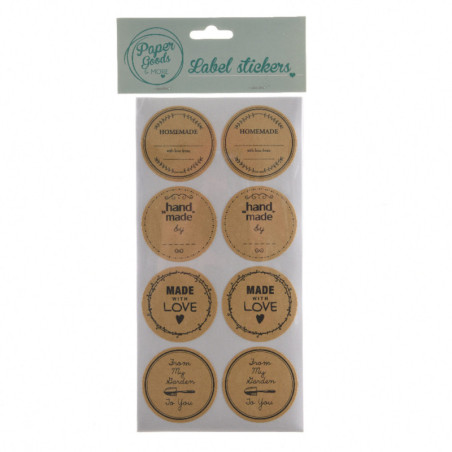 Paper
Goods
& MORE
Label stickers
HOMEMADE
HOMEMADE
hand
made
by
hand
made
by
MADE
WITH
LOVE
MADE
WITH
LOVE
From
My
Garden
To You
From
My
Garden
To You